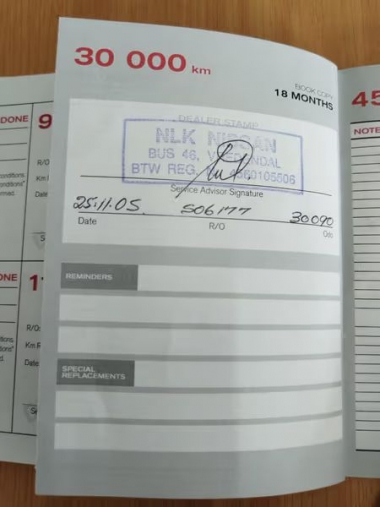 30 000 km
BOOK COPY
18 MONTHS
DEALER STAMP
NLK NISSAN
BUS 46, VREDENDAL
BTW REG.
Service Advisor Signature
25.11.05. 506177 30090
Date R/O Odo
REMINDERS
SPECIAL
REPLACEMENTS
DONE 9
R/O
Km R
Date
ONE 1
R/O:
Km R
Date
45
NOTE